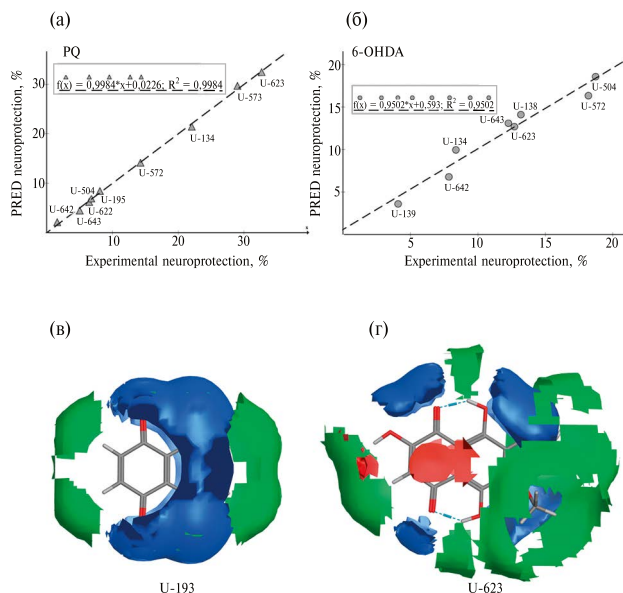 (а)
PQ
PRED neuroprotection, %
30
20
10
f(x) = 0,9984*x+0,0226; R² = 0,9984
U-623
U-573
U-134
U-572
U-504
U-195
U-642
U-622
U-643
10
20
30
Experimental neuroprotection, %
(б)
6-OHDA
PRED neuroprotection, %
20
15
10
5
f(x) = 0,9502*x+0,593; R² = 0,9502
U-504
U-572
U-138
U-643
U-623
U-134
U-642
U-139
5
10
15
20
Experimental neuroprotection, %
(в)
U-193
(г)
U-623